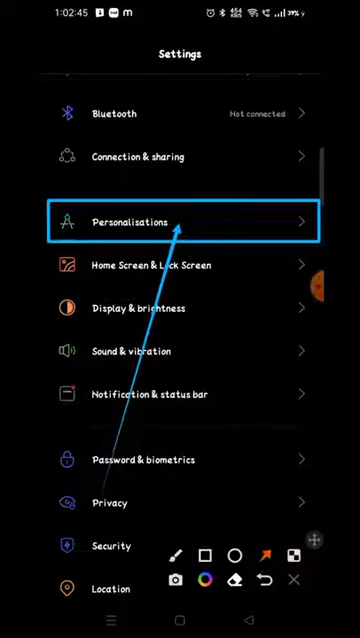 1:02:45
39%
Settings
Bluetooth
Not connected
Connection & sharing
Personalisations
Home Screen & Lock Screen
Display & brightness
Sound & vibration
Notification & status bar
Password & biometrics
Privacy
Security
Location